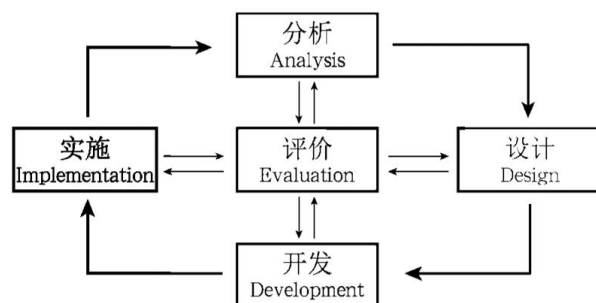 分析
Analysis
实施
Implementation
评价
Evaluation
设计
Design
开发
Development